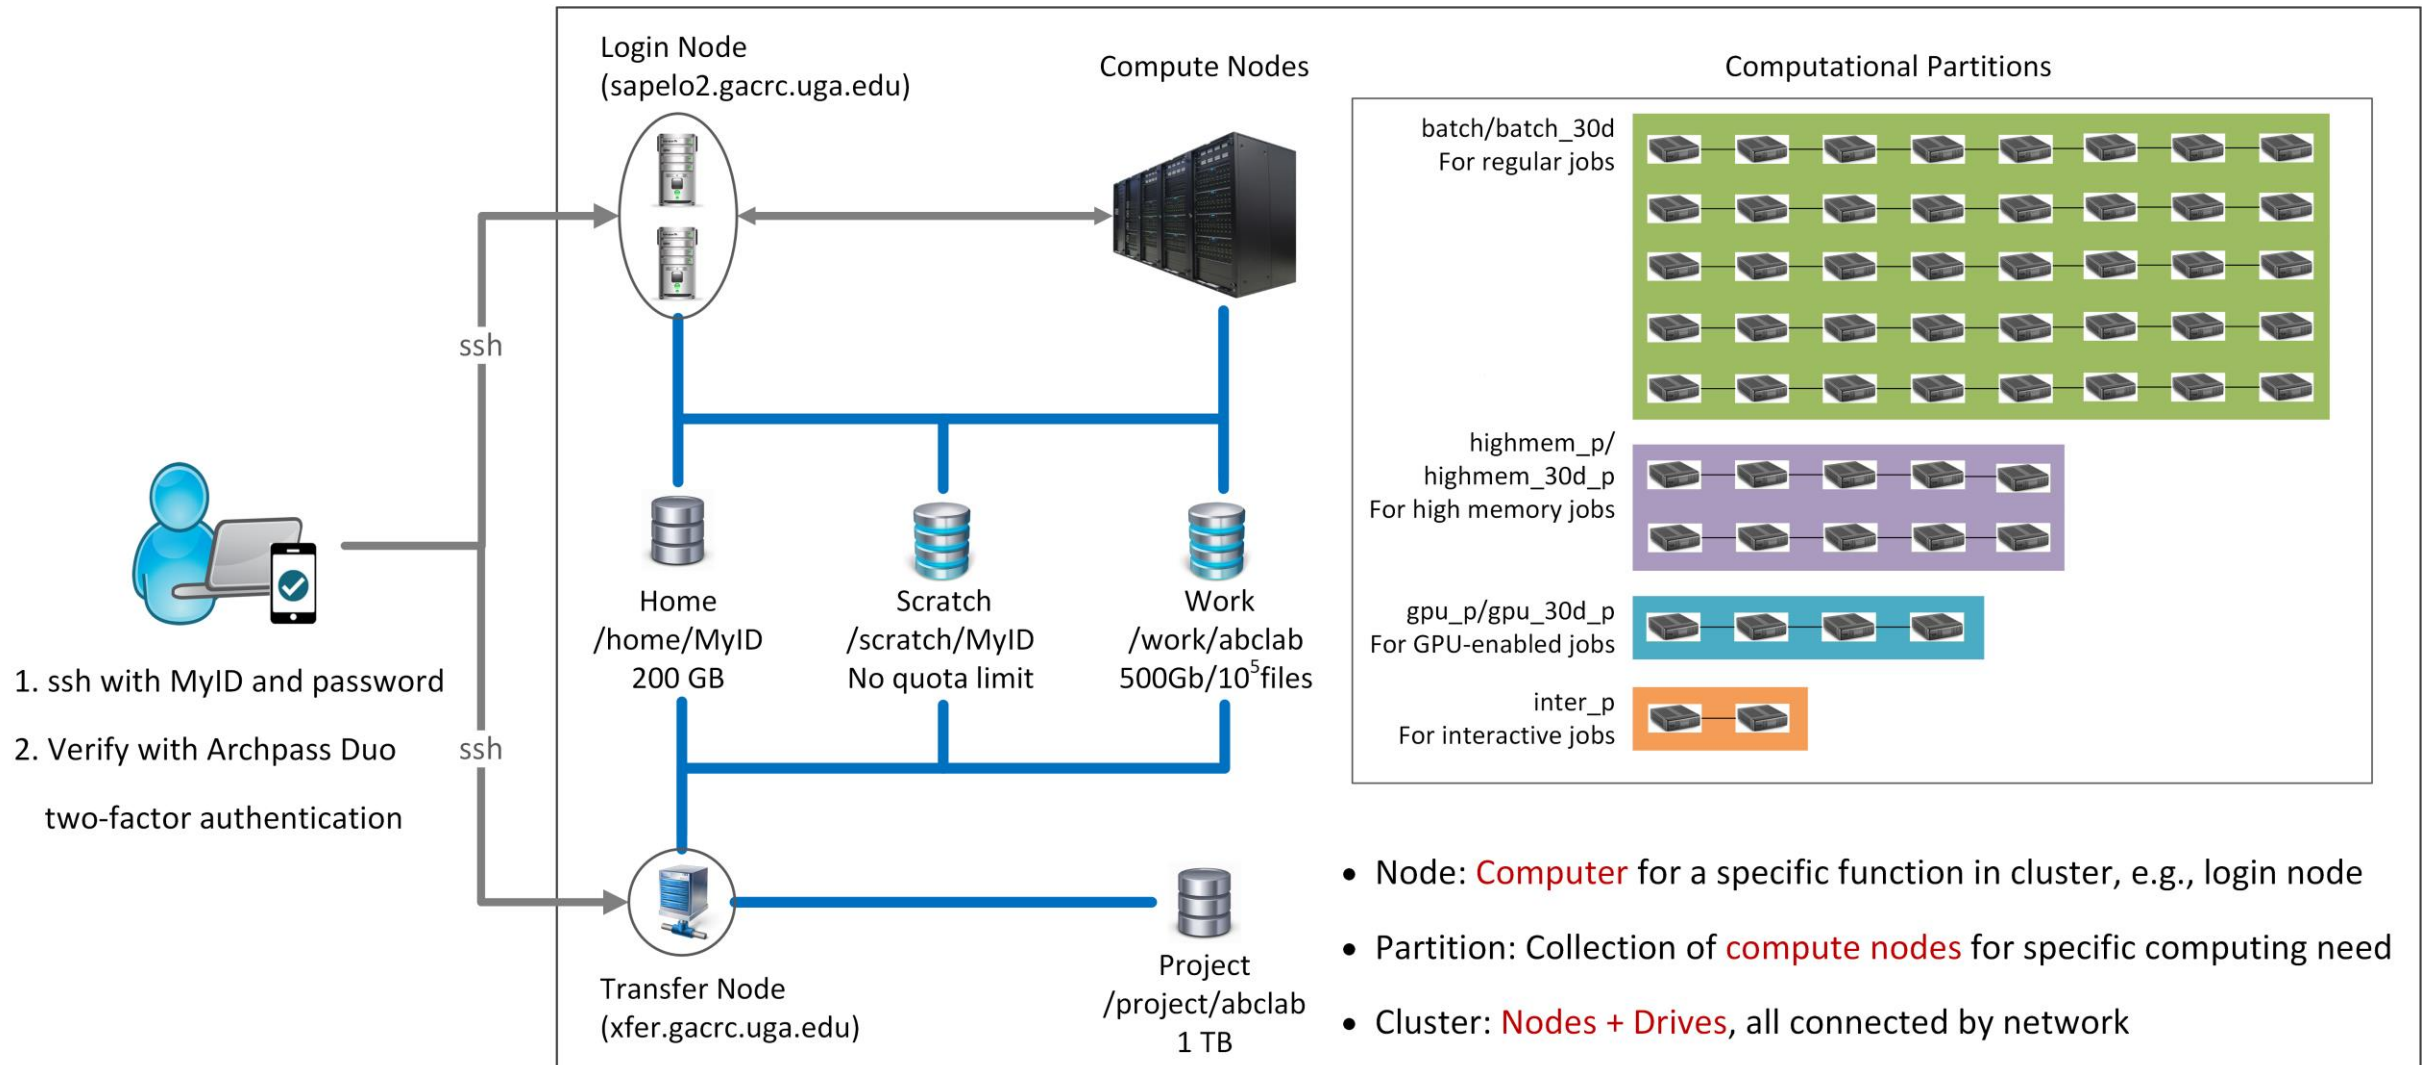 Login Node
(sapelo2.gacrc.uga.edu)
Compute Nodes
Computational Partitions
batch/batch_30d
For regular jobs
highmem_p/
highmem_30d_p
For high memory jobs
gpu_p/gpu_30d_p
For GPU-enabled jobs
inter_p
For interactive jobs
ssh
ssh
1. ssh with MyID and password
2. Verify with Archpass Duo
two-factor authentication
Home
/home/MyID
200 GB
Scratch
/scratch/MyID
No quota limit
Work
/work/abclab
500Gb/10⁵files
Transfer Node
(xfer.gacrc.uga.edu)
Project
/project/abclab
1 TB
• Node: Computer for a specific function in cluster, e.g., login node
• Partition: Collection of compute nodes for specific computing need
• Cluster: Nodes + Drives, all connected by network